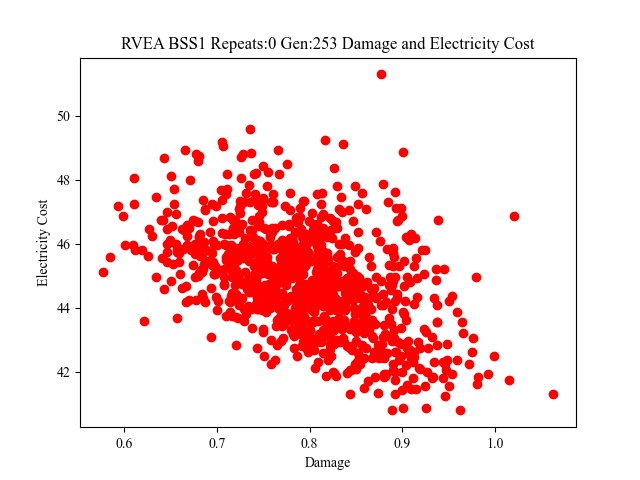 RVEA BSS1 Repeats:0 Gen:253 Damage and Electricity Cost
Electricity Cost
50
48
46
44
42
0.6 0.7 0.8 0.9 1.0
Damage